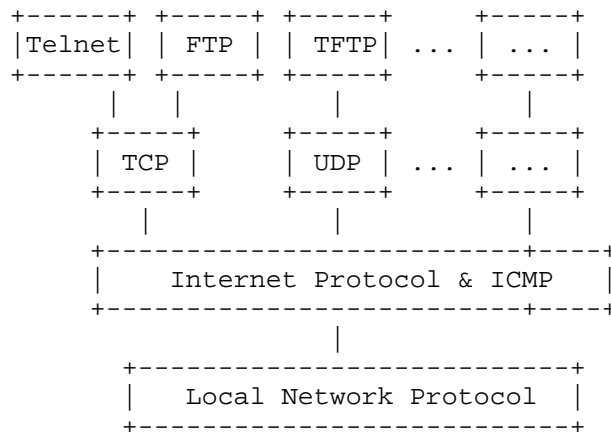 Telnet FTP TFTP ... ...
TCP UDP ... ...
Internet Protocol & ICMP
Local Network Protocol